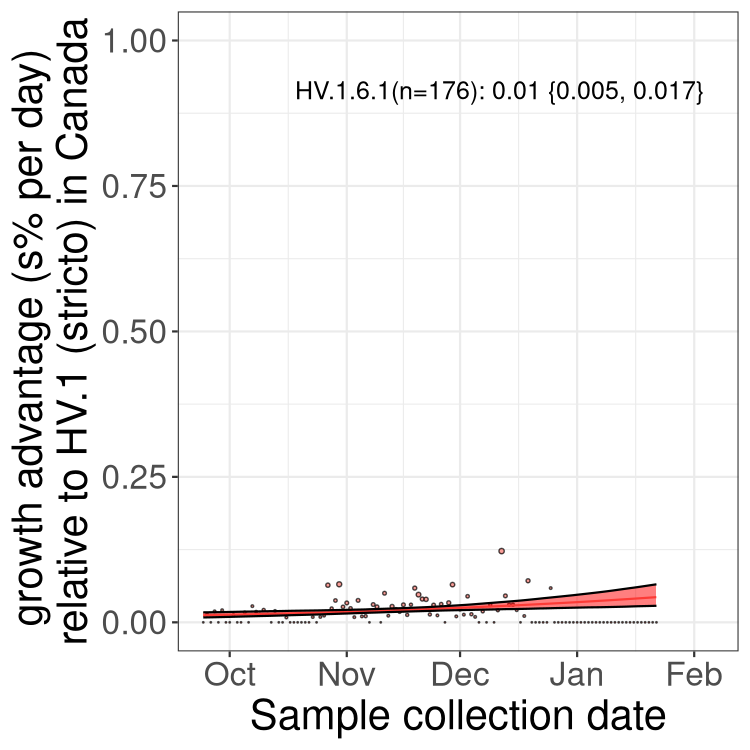 growth advantage (s% per day)
relative to HV.1 (stricto) in Canada
1.00
0.75
0.50
0.25
0.00
HV.1.6.1(n=176): 0.01 {0.005, 0.017}
Oct Nov Dec Jan Feb
Sample collection date